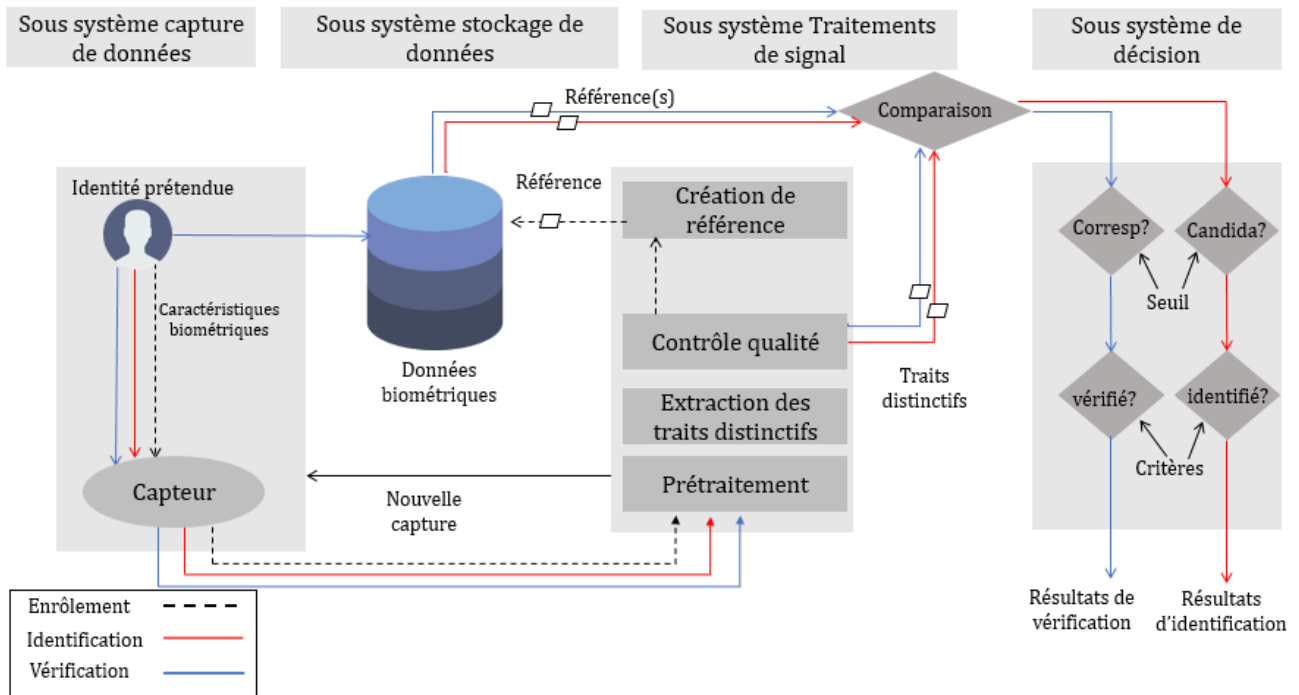 Sous système capture
de données
Sous système stockage de
données
Sous système Traitements
de signal
Sous système de
décision
Référence(s)
Comparaison
Identité prétendue
Référence
Création de
référence
Corresp?
Candida?
Caractéristiques
biométriques
Seuil
Contrôle qualité
Données
biométriques
Traits
distinctifs
Extraction des
traits distinctifs
vérifié?
identifié?
Critères
Capteur
Nouvelle
capture
Prétraitement
Enrôlement
Identification
Vérification
Résultats de
vérification
Résultats
d’identification